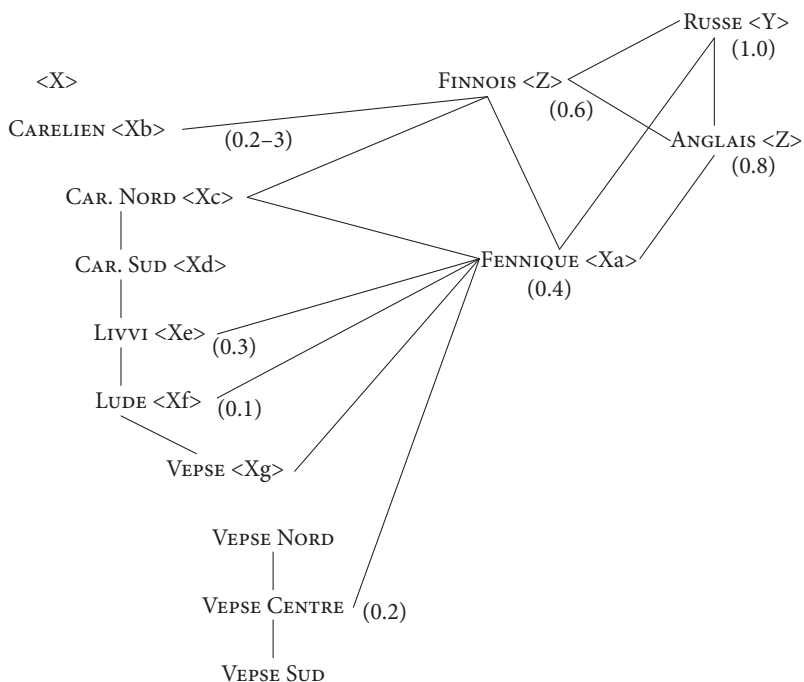 RUSSE <Y>
(1.0)
<X>
FINNOIS <Z>
(0.6)
CARELIEN <Xb>
(0.2–3)
ANGLAIS <Z>
(0.8)
CAR. NORD <Xc>
CAR. SUD <Xd>
FENNIQUE <Xa>
(0.4)
LIVVI <Xe>
(0.3)
LUDE <Xf>
(0.1)
VEPSE <Xg>
VEPSE NORD
VEPSE CENTRE
(0.2)
VEPSE SUD